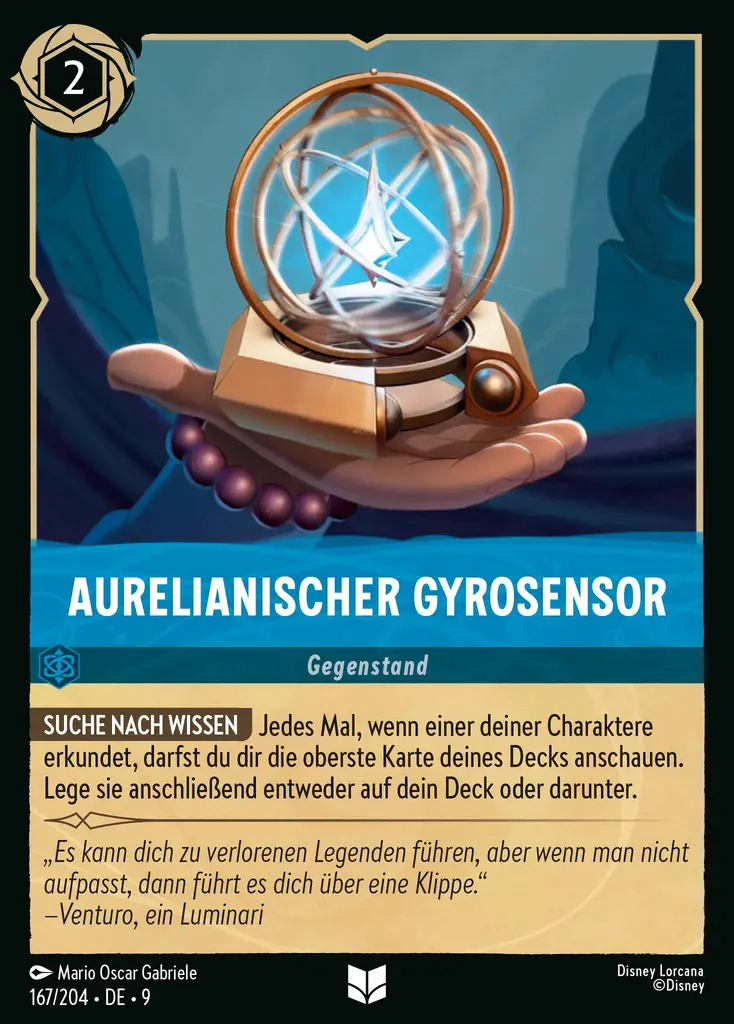 2
AURELIANISCHER GYROSENSOR
Gegenstand
SUCHE NACH WISSEN Jedes Mal, wenn einer deiner Charaktere
erkundet, darfst du dir die oberste Karte deines Decks anschauen.
Lege sie anschließend entweder auf dein Deck oder darunter.
„Es kann dich zu verlorenen Legenden führen, aber wenn man nicht
aufpasst, dann führt es dich über eine Klippe.“
–Venturo, ein Luminari
Mario Oscar Gabriele
167/204 • DE • 9
Disney Lorcana
©Disney